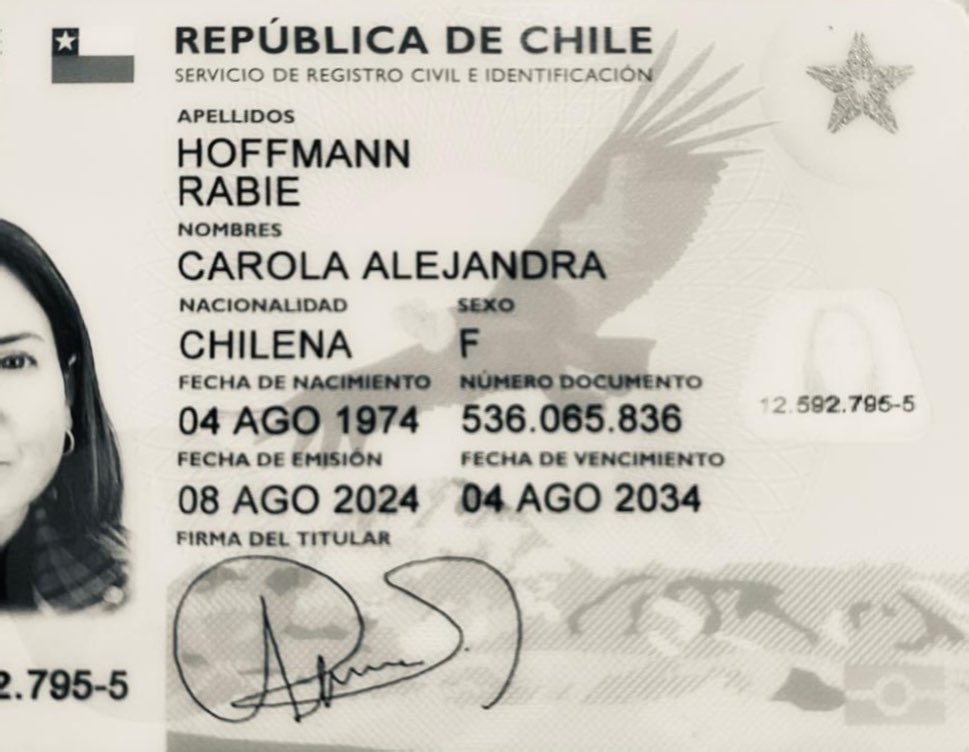 REPÚBLICA DE CHILE
SERVICIO DE REGISTRO CIVIL E IDENTIFICACIÓN
APELLIDOS
HOFFMANN
RABIE
NOMBRES
CAROLA ALEJANDRA
NACIONALIDAD SEXO
CHILENA F
FECHA DE NACIMIENTO NÚMERO DOCUMENTO
04 AGO 1974 536.065.836
12.592.795-5
FECHA DE EMISIÓN FECHA DE VENCIMIENTO
08 AGO 2024 04 AGO 2034
FIRMA DEL TITULAR
2.795-5